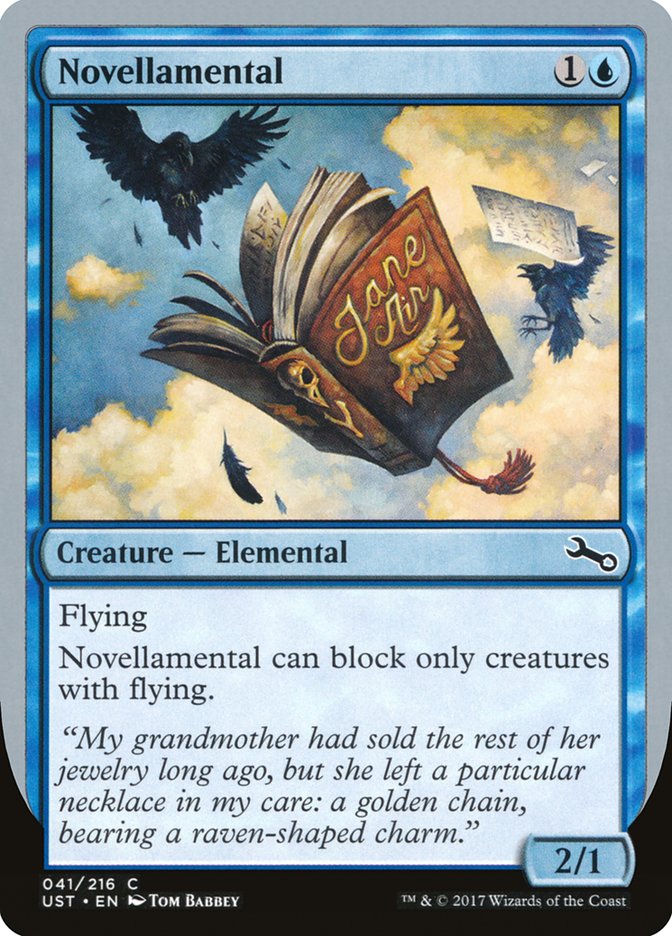 Novellamental
1
Jane
Air
Creature — Elemental
Flying
Novellamental can block only creatures
with flying.
“My grandmother had sold the rest of her
jewelry long ago, but she left a particular
necklace in my care: a golden chain,
bearing a raven-shaped charm.”
2/1
041/216 C
UST • EN Tom Babbey
™ & © 2017 Wizards of the Coast